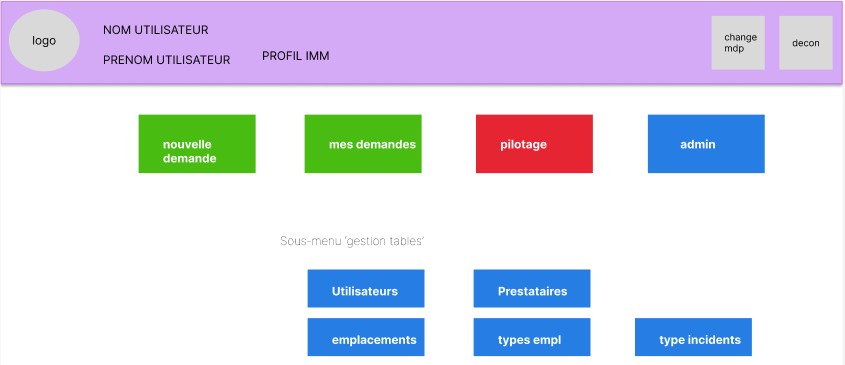 logo
NOM UTILISATEUR
PRENOM UTILISATEUR
PROFIL IMM
change
mdp
decon
nouvelle
demande
mes demandes
pilotage
admin
Sous-menu ‘gestion tables’
Utilisateurs
Prestataires
emplacements
types empl
type incidents